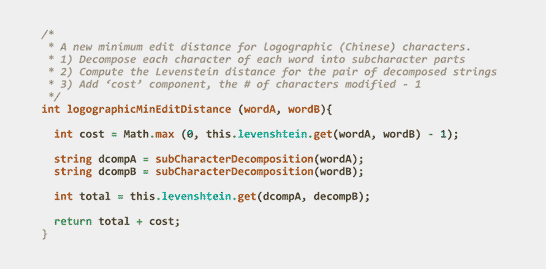 /*
* A new minimum edit distance for logographic (Chinese) characters.
* 1) Decompose each character of each word into subcharacter parts
* 2) Compute the Levenstein distance for the pair of decomposed strings
* 3) Add ‘cost’ component, the # of characters modified - 1
*/
int logographicMinEditDistance (wordA, wordB){
int cost = Math.max (0, this.levenshtein.get(wordA, wordB) - 1);
string dcompA = subCharacterDecomposition(wordA);
string dcompB = subCharacterDecomposition(wordB);
int total = this.levenshtein.get(dcompA, decompB);
return total + cost;
}